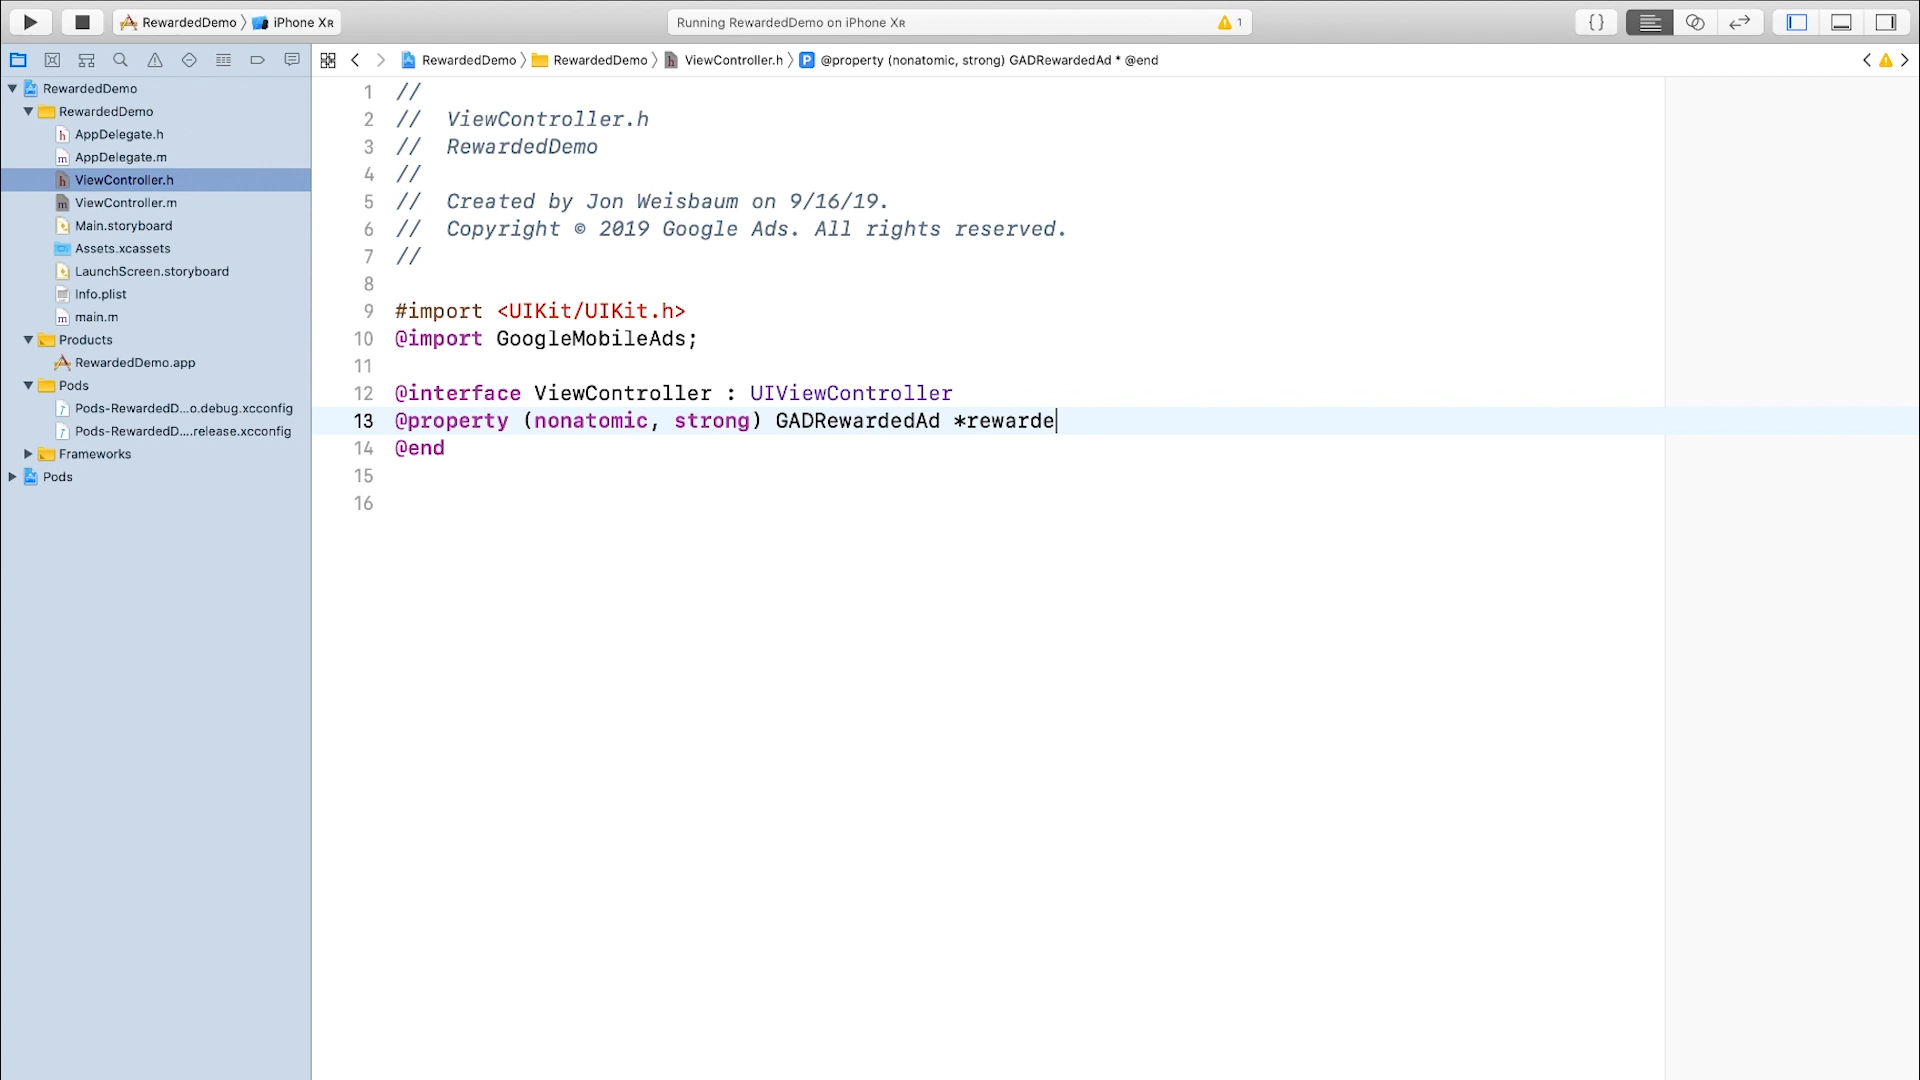 RewardedDemo iPhone XR
Running RewardedDemo on iPhone XR
1
{}
RewardedDemo RewardedDemo ViewController.h P @property (nonatomic, strong) GADRewardedAd * @end
RewardedDemo
RewardedDemo
h AppDelegate.h
m AppDelegate.m
h ViewController.h
m ViewController.m
Main.storyboard
Assets.xcassets
LaunchScreen.storyboard
Info.plist
m main.m
Products
RewardedDemo.app
Pods
Pods-RewardedD...o.debug.xcconfig
Pods-RewardedD....release.xcconfig
Frameworks
Pods
1 //
2 // ViewController.h
3 // RewardedDemo
4 //
5 // Created by Jon Weisbaum on 9/16/19.
6 // Copyright © 2019 Google Ads. All rights reserved.
7 //
8
9 #import <UIKit/UIKit.h>
10 @import GoogleMobileAds;
11
12 @interface ViewController : UIViewController
13 @property (nonatomic, strong) GADRewardedAd *rewarde
14 @end
15
16